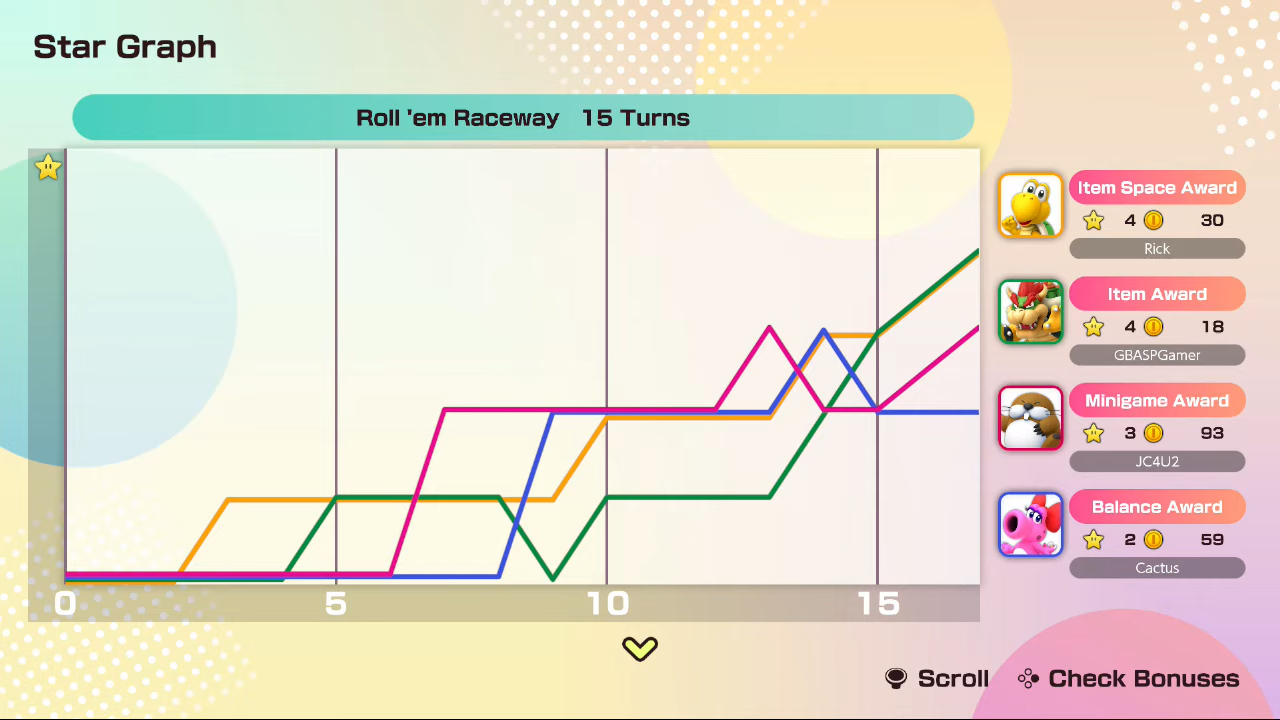 Star Graph
Roll 'em Raceway 15 Turns
Item Space Award
4 30
Rick
Item Award
4 18
GBASPGamer
Minigame Award
3 93
JC4U2
Balance Award
2 59
Cactus
0 5 10 15
Scroll Check Bonuses